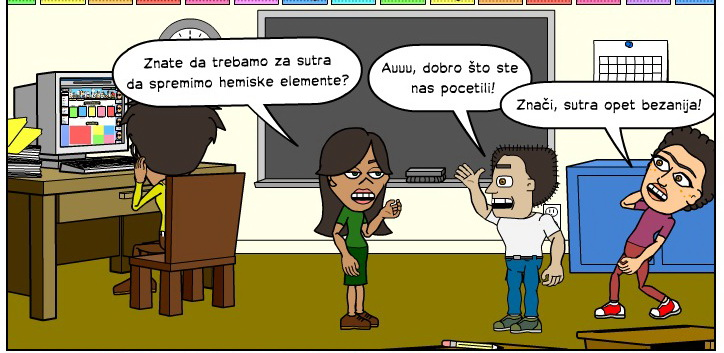 Znate da trebamo za sutra
da spremimo hemiske elemente?
Auuu, dobro što ste
nas pocetili!
Znači, sutra opet bezanija!